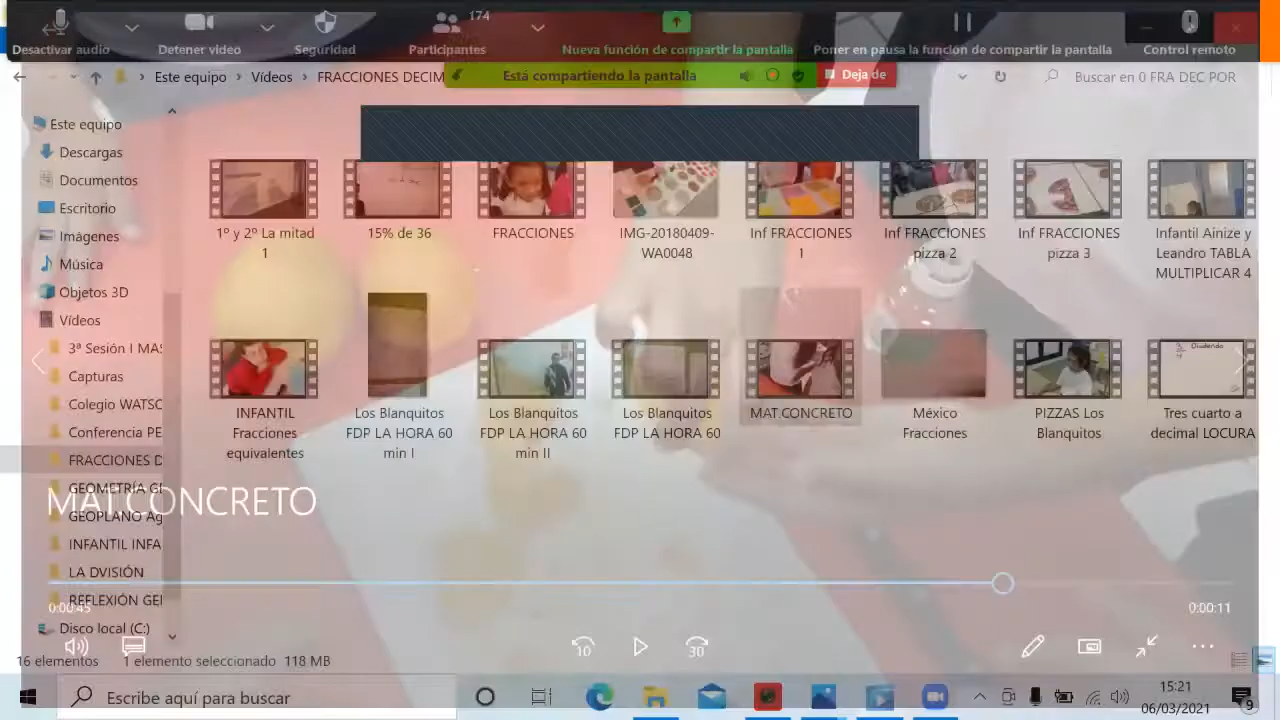 174
Desactivar audio Detener video Seguridad Participantes Nueva función de compartir la pantalla Poner en pausa la función de compartir la pantalla Control remoto
Este equipo Vídeos FRACCIONES DECIM Está compartiendo la pantalla Deja de Buscar en 0 FRA DEC POR
Este equipo
Descargas
Documentos
Escritorio
Imágenes
Música
Objetos 3D
Vídeos
3ª Sesión I MAS
Capturas
Colegio WATSC
Conferencia PE
FRACCIONES D
GEOMETRÍA GE
GEOPLANO Ag
INFANTIL INFA
LA DVISIÓN
REFLEXIÓN GEI
Disco local (C:)
1º y 2º La mitad
1
15% de 36
FRACCIONES
IMG-20180409-
WA0048
Inf FRACCIONES
1
Inf FRACCIONES
pizza 2
Inf FRACCIONES
pizza 3
Infantil Ainize y
Leandro TABLA
MULTIPLICAR 4
INFANTIL
Fracciones
equivalentes
Los Blanquitos
FDP LA HORA 60
min I
Los Blanquitos
FDP LA HORA 60
min II
Los Blanquitos
FDP LA HORA 60
MAT.CONCRETO
México
Fracciones
PIZZAS Los
Blanquitos
Dividendo
Tres cuarto a
decimal LOCURA
MAT.CONCRETO
0:00:45 0:00:11
10 30
16 elementos 1 elemento seleccionado 118 MB
Escribe aquí para buscar
15:21
06/03/2021
9